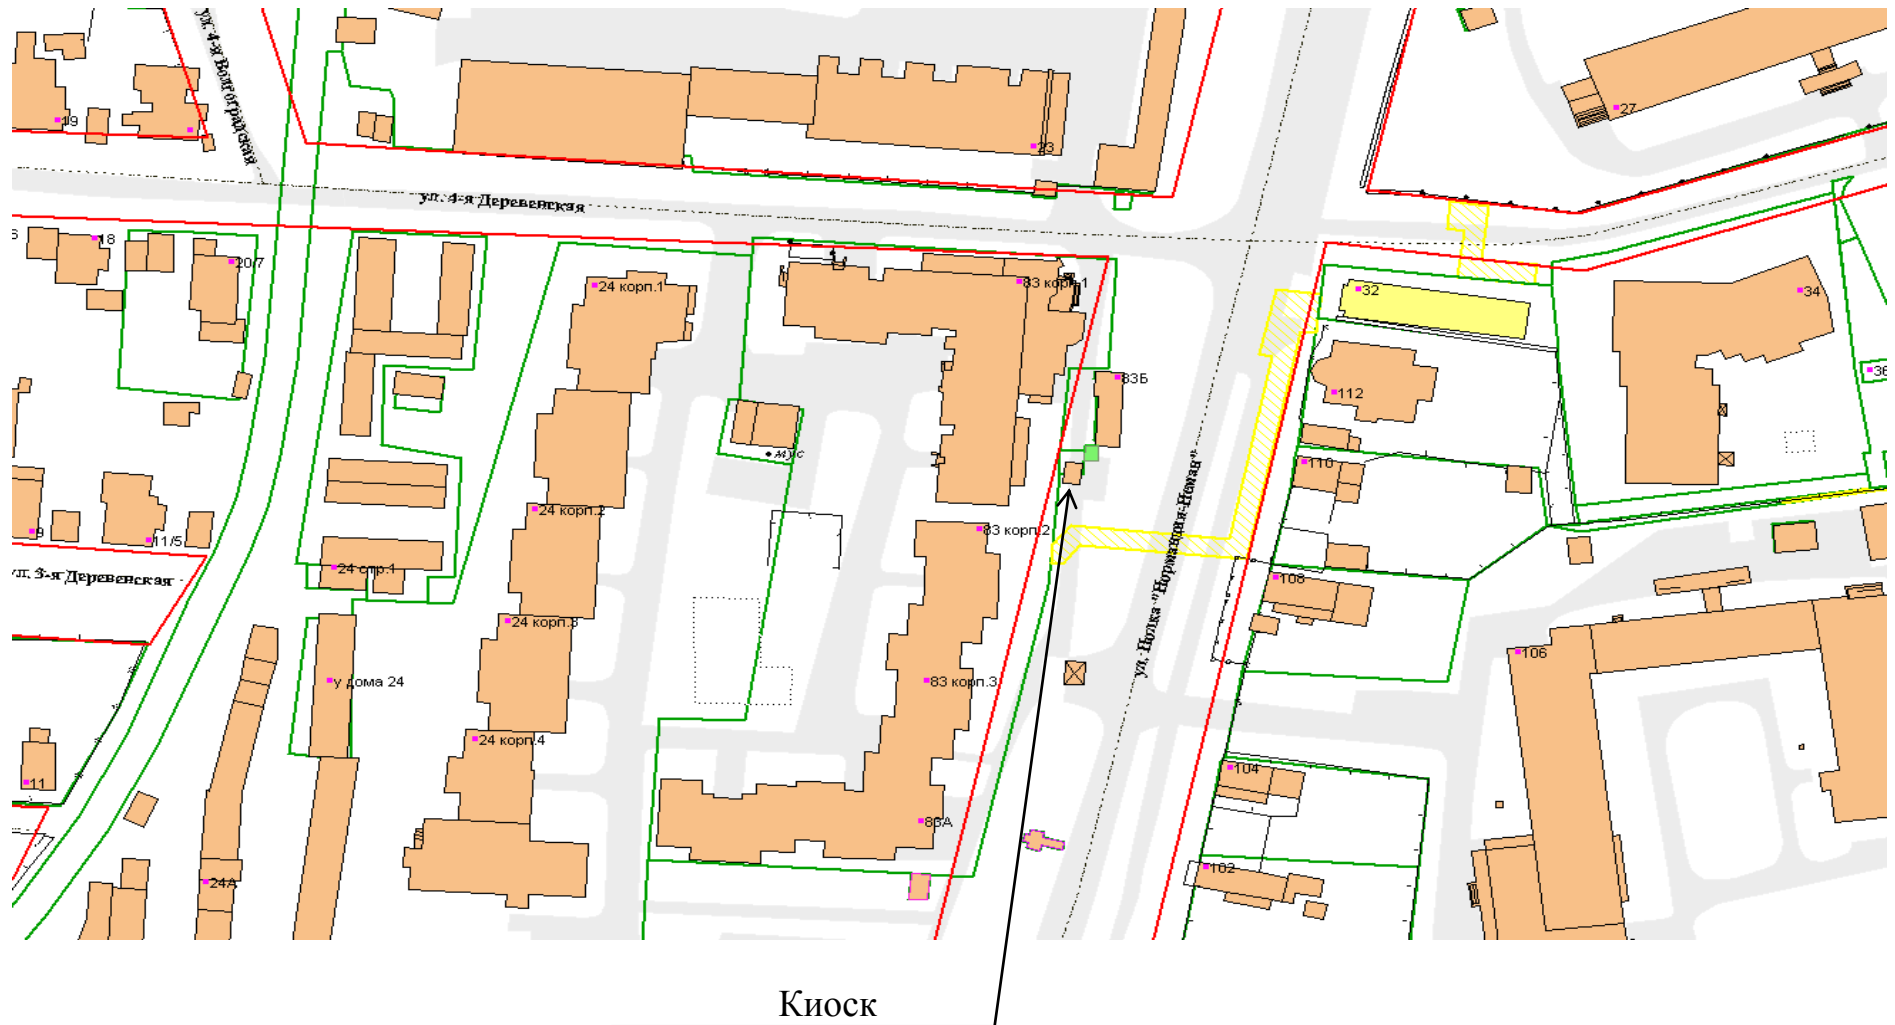 ул. 4-я Волгоградская
19
23
27
ул. 4-я Деревенская
18
20/7
24 корп.1
83 корп.1
32
34
83Б
36
112
мус
110
9
11/5
24 корп.2
83 корп.2
ул. Полка "Нормандия-Неман"
ул. 3-я Деревенская
24 стр.1
108
24 корп.3
у дома 24
83 корп.3
106
24 корп.4
11
104
83А
24А
102
Киоск